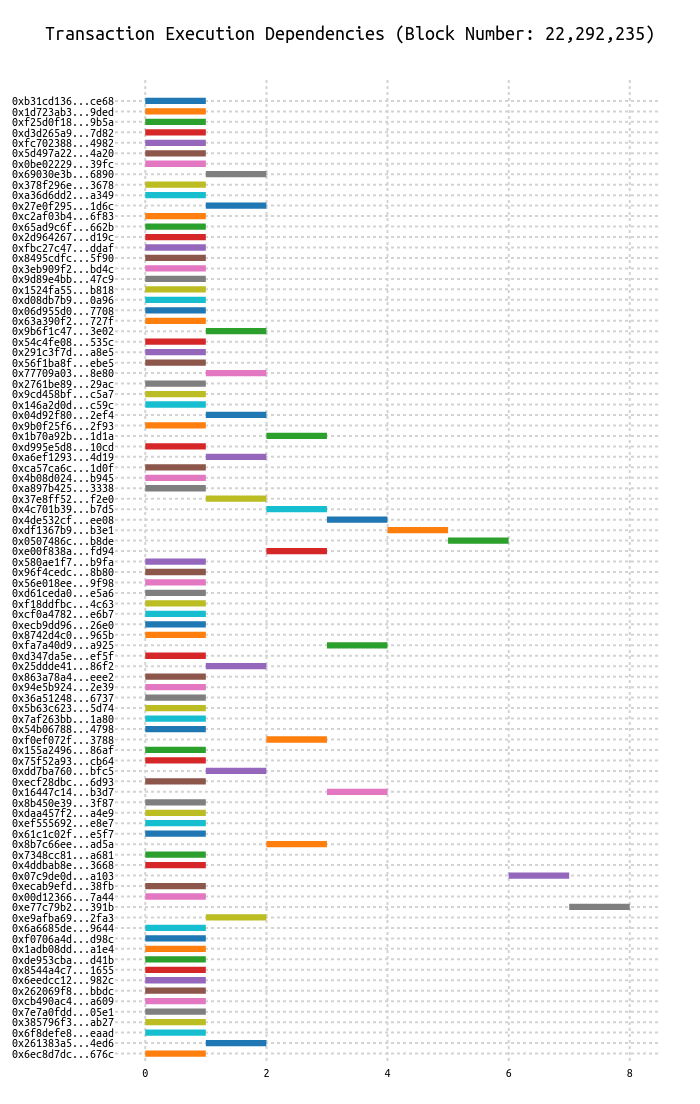 Transaction Execution Dependencies (Block Number: 22,292,235)
0xb31cd136...ce68
0x1d723ab3...9ded
0xf25d0f18...9b5a
0xd3d265a9...7d82
0xfc702388...4982
0x5d497a22...4a20
0x0be02229...39fc
0x69030e3b...6890
0x378f296e...3678
0xa36d6dd2...a349
0x27e0f295...1d6c
0xc2af03b4...6f83
0x65ad9c6f...662b
0x2d964267...d19c
0xfbc27c47...ddaf
0x8495cdfc...5f90
0x3eb909f2...bd4c
0x9d89e4bb...47c9
0x1524fa55...b818
0xd08db7b9...0a96
0x06d955d0...7708
0x63a390f2...727f
0x9b6f1c47...3e02
0x54c4fe08...535c
0x291c3f7d...a8e5
0x56f1ba8f...ebe5
0x77709a03...8e80
0x2761be89...29ac
0x9cd458bf...c5a7
0x146a2d0d...c59c
0x04d92f80...2ef4
0x9b0f25f6...2f93
0x1b70a92b...1d1a
0xd995e5d8...10cd
0xa6ef1293...4d19
0xca57ca6c...1d0f
0x4b08d024...b945
0xa897b425...3338
0x37e8ff52...f2e0
0x4c701b39...b7d5
0x4de532cf...ee08
0xdf1367b9...b3e1
0x0507486c...b8de
0xe00f838a...fd94
0x580ae1f7...b9fa
0x96f4cedc...8b80
0x56e018ee...9f98
0xd61ceda0...e5a6
0xf18ddfbc...4c63
0xcf0a4782...e6b7
0xecb9dd96...26e0
0x8742d4c0...965b
0xfa7a40d9...a925
0xd347da5e...ef5f
0x25ddde41...86f2
0x863a78a4...eee2
0x94e5b924...2e39
0x36a51248...6737
0x5b63c623...5d74
0x7af263bb...1a80
0x54b06788...4798
0xf0ef072f...3788
0x155a2496...86af
0x75f52a93...cb64
0xdd7ba760...bfc5
0xecf28dbc...6d93
0x16447c14...b3d7
0x8b450e39...3f87
0xdaa457f2...a4e9
0xef555692...e8e7
0x61c1c02f...e5f7
0x8b7c66ee...ad5a
0x7348cc81...a681
0x4ddbab8e...3668
0x07c9de0d...a103
0xecab9efd...38fb
0x00d12366...7a44
0xe77c79b2...391b
0xe9afba69...2fa3
0x6a6685de...9644
0xf0706a4d...d98c
0x1adb08dd...a1e4
0xde953cba...d41b
0x8544a4c7...1655
0x6eedcc12...982c
0x262069f8...bbdc
0xcb490ac4...a609
0x7e7a0fdd...05e1
0x385796f3...ab27
0x6f8defe8...eaad
0x261383a5...4ed6
0x6ec8d7dc...676c
0 2 4 6 8